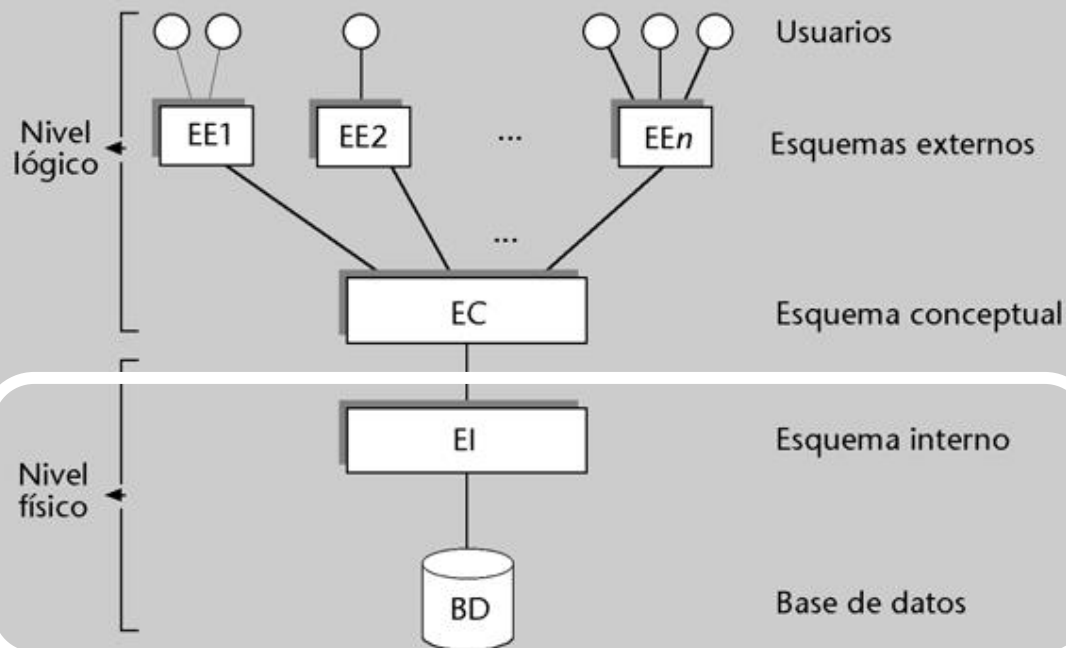 Usuarios
EE1
EE2
...
EEn
Esquemas externos
Nivel
lógico
...
EC
Esquema conceptual
EI
Esquema interno
Nivel
físico
BD
Base de datos